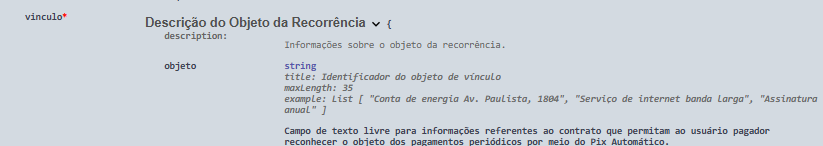 vinculo* Descrição do Objeto da Recorrência {
description: Informações sobre o objeto da recorrência.
objeto string
title: Identificador do objeto de vínculo
maxLength: 35
example: List [ "Conta de energia Av. Paulista, 1804", "Serviço de internet banda larga", "Assinatura
anual" ]
Campo de texto livre para informações referentes ao contrato que permitam ao usuário pagador
reconhecer o objeto dos pagamentos periódicos por meio do Pix Automático.